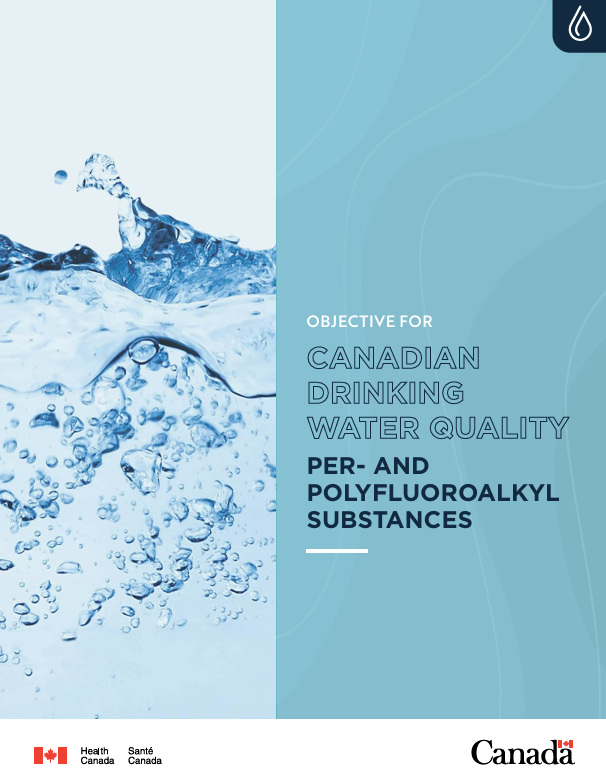 OBJECTIVE FOR
CANADIAN
DRINKING
WATER QUALITY
PER- AND
POLYFLUOROALKYL
SUBSTANCES
Health
Canada
Santé
Canada
Canada